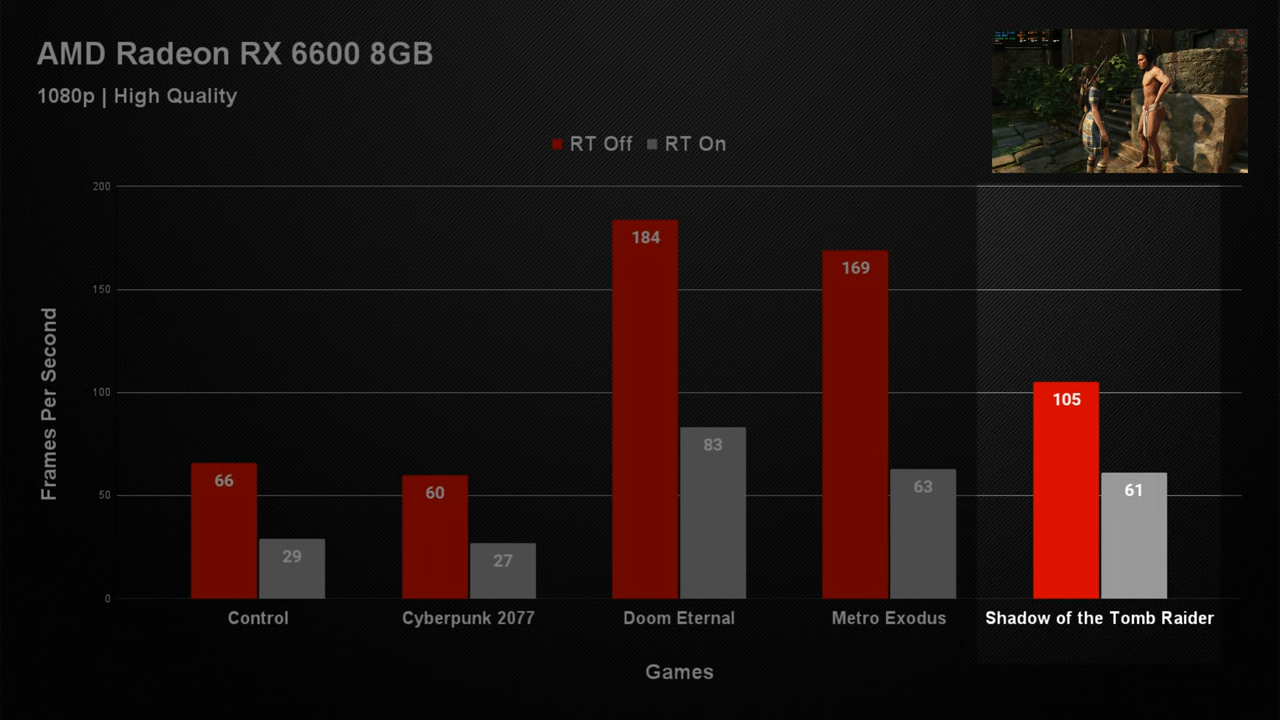 AMD Radeon RX 6600 8GB
1080p | High Quality
RT Off RT On
Frames Per Second
200
150
100
50
0
66 29
60 27
184 83
169 63
105 61
Control Cyberpunk 2077 Doom Eternal Metro Exodus Shadow of the Tomb Raider
Games